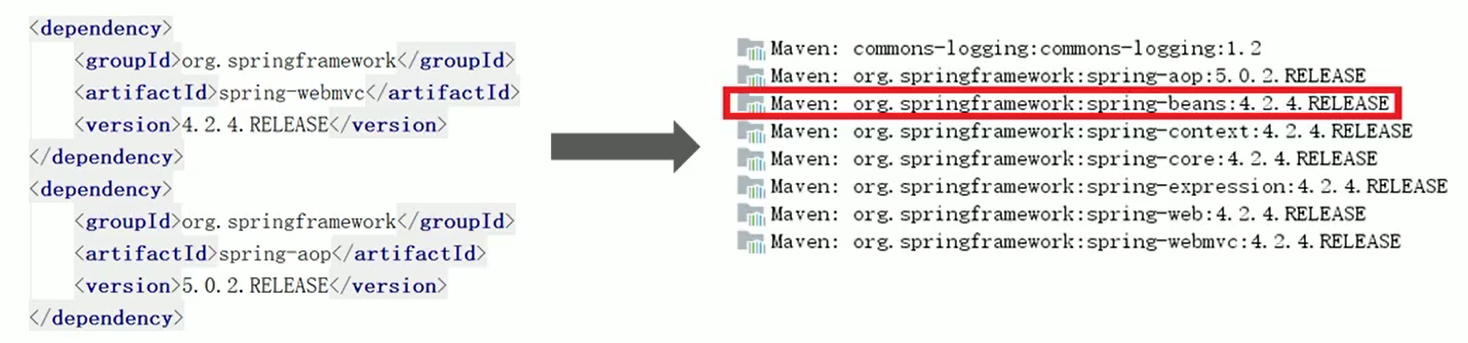 <dependency>
<groupId>org.springframework</groupId>
<artifactId>spring-webmvc</artifactId>
<version>4.2.4.RELEASE</version>
</dependency>
<dependency>
<groupId>org.springframework</groupId>
<artifactId>spring-aop</artifactId>
<version>5.0.2.RELEASE</version>
</dependency>
Maven: commons-logging:commons-logging:1.2
Maven: org.springframework:spring-aop:5.0.2.RELEASE
Maven: org.springframework:spring-beans:4.2.4.RELEASE
Maven: org.springframework:spring-context:4.2.4.RELEASE
Maven: org.springframework:spring-core:4.2.4.RELEASE
Maven: org.springframework:spring-expression:4.2.4.RELEASE
Maven: org.springframework:spring-web:4.2.4.RELEASE
Maven: org.springframework:spring-webmvc:4.2.4.RELEASE